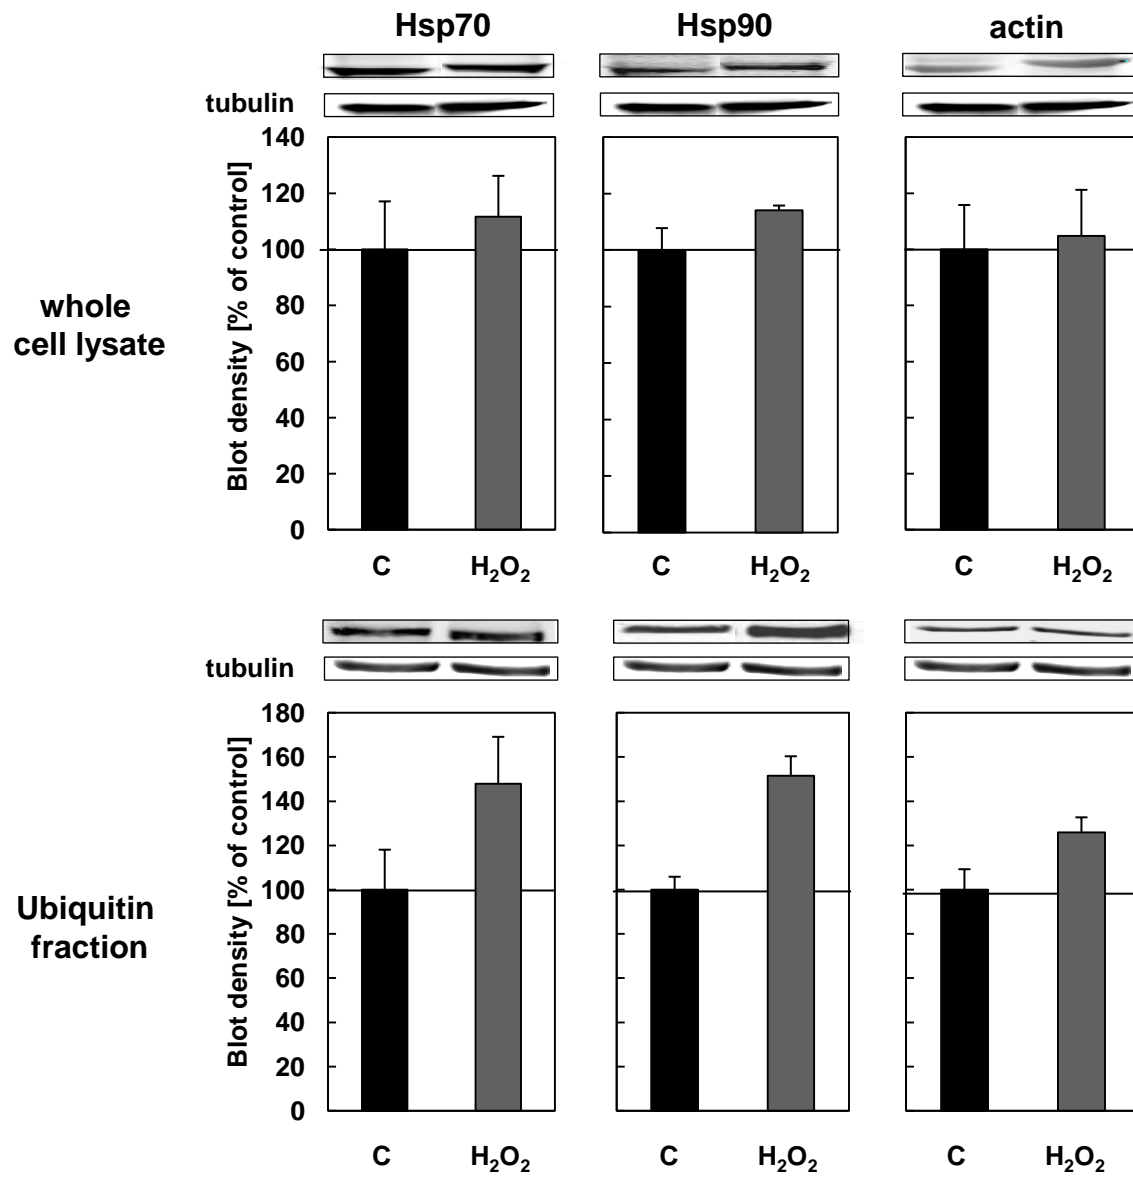 Hsp70 Hsp90 actin
tubulin
140
120
100
80
60
40
20
0
Blot density [% of control]
whole
cell lysate
C H₂O₂ C H₂O₂ C H₂O₂
tubulin
180
160
140
120
100
80
60
40
20
0
Blot density [% of control]
Ubiquitin
fraction
C H₂O₂ C H₂O₂ C H₂O₂